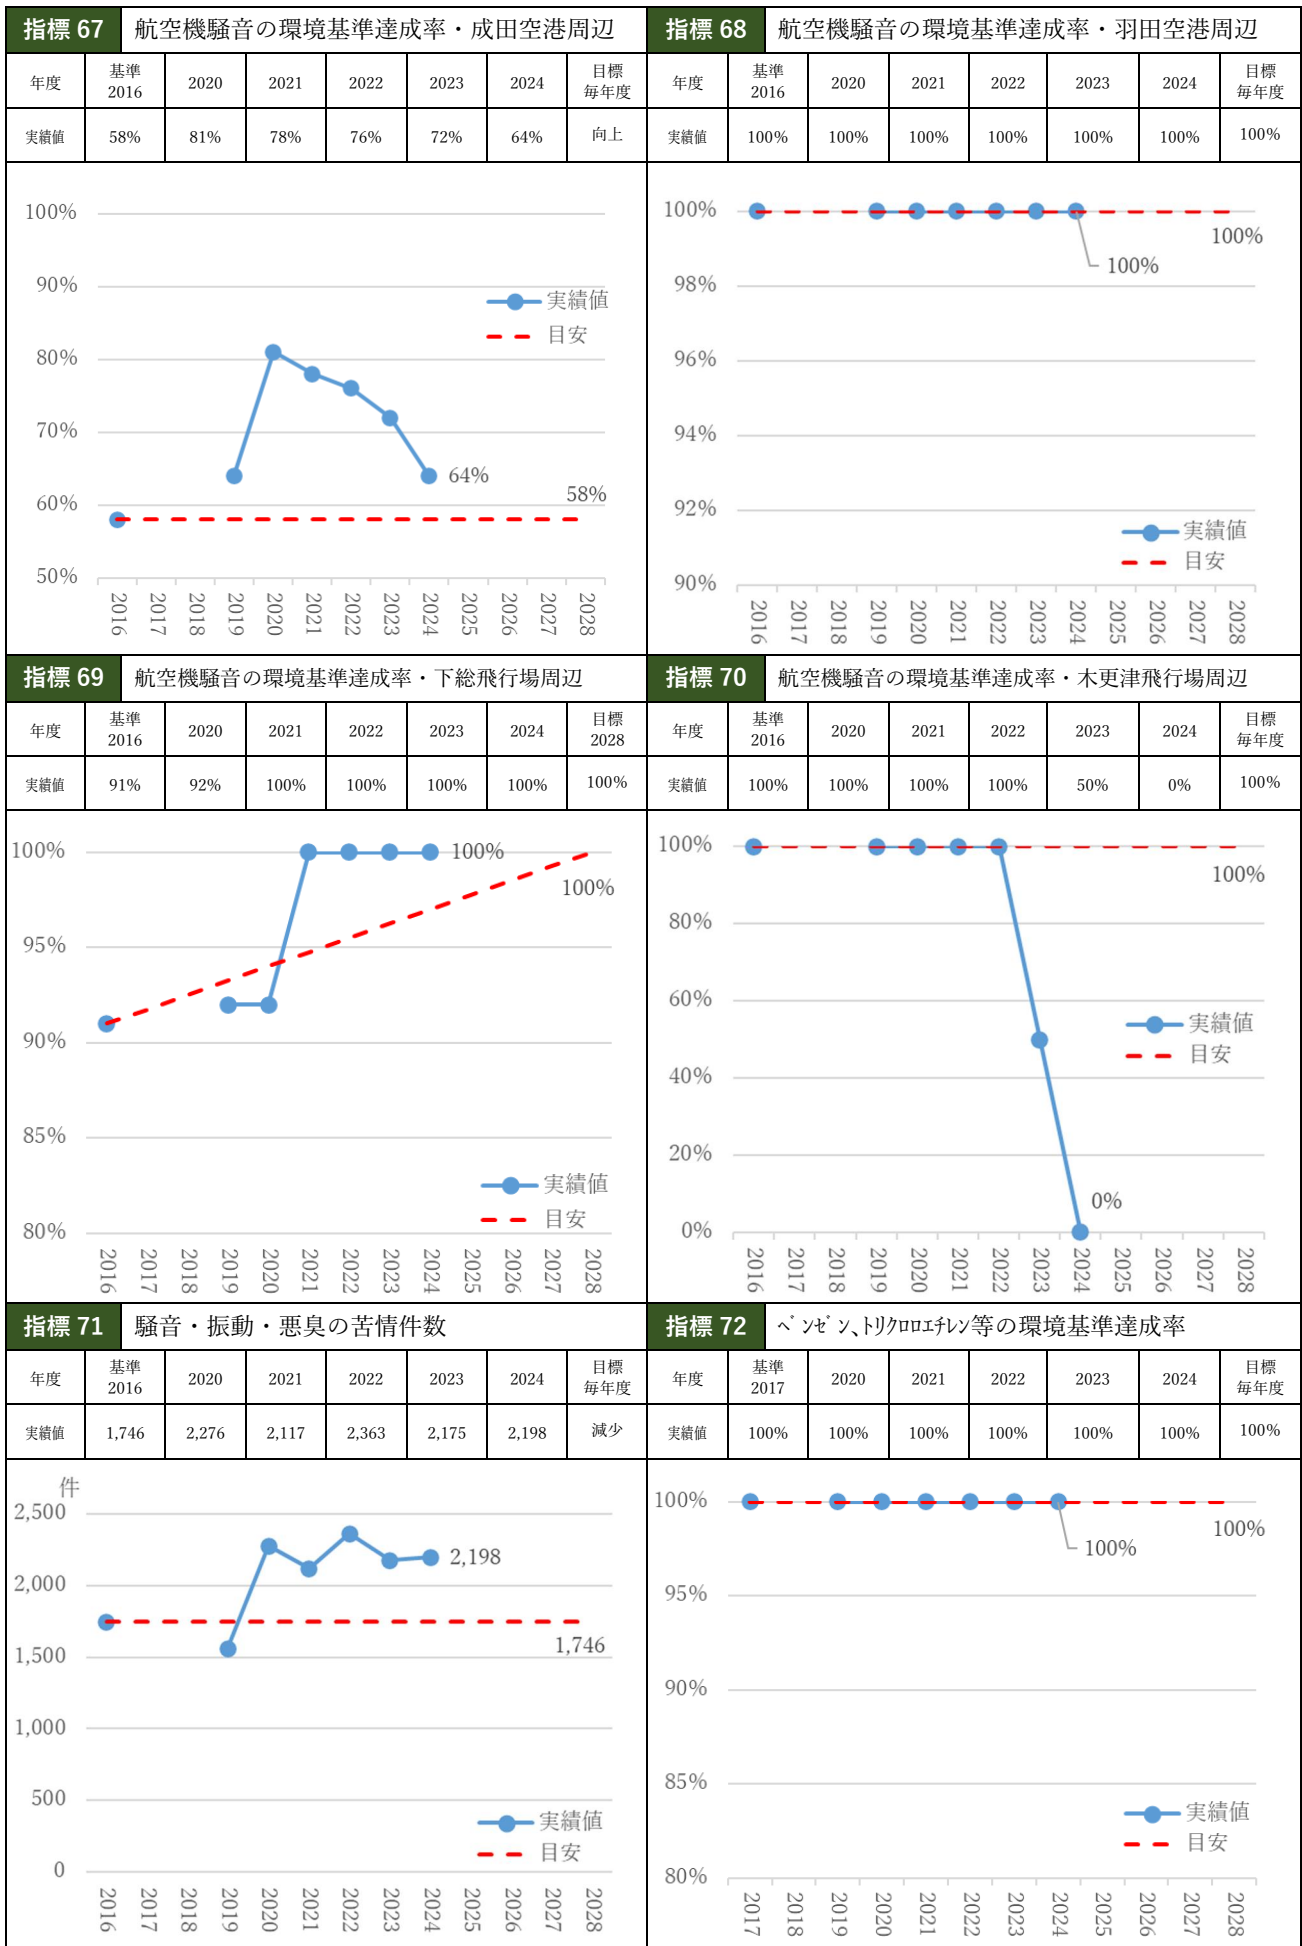 指標 67 航空機騒音の環境基準達成率・成田空港周辺
年度 基準 2016 2020 2021 2022 2023 2024 目標 毎年度
実績値 58% 81% 78% 76% 72% 64% 向上
100%
90%
80%
70%
60%
50%
実績値
目安
64%
58%
2016 2017 2018 2019 2020 2021 2022 2023 2024 2025 2026 2027 2028
指標 68 航空機騒音の環境基準達成率・羽田空港周辺
年度 基準 2016 2020 2021 2022 2023 2024 目標 毎年度
実績値 100% 100% 100% 100% 100% 100% 100%
100%
98%
96%
94%
92%
90%
100%
100%
実績値
目安
2016 2017 2018 2019 2020 2021 2022 2023 2024 2025 2026 2027 2028
指標 69 航空機騒音の環境基準達成率・下総飛行場周辺
年度 基準 2016 2020 2021 2022 2023 2024 目標 2028
実績値 91% 92% 100% 100% 100% 100% 100%
100%
95%
90%
85%
80%
100%
100%
実績値
目安
2016 2017 2018 2019 2020 2021 2022 2023 2024 2025 2026 2027 2028
指標 70 航空機騒音の環境基準達成率・木更津飛行場周辺
年度 基準 2016 2020 2021 2022 2023 2024 目標 毎年度
実績値 100% 100% 100% 100% 50% 0% 100%
100%
80%
60%
40%
20%
0%
100%
実績値
目安
0%
2016 2017 2018 2019 2020 2021 2022 2023 2024 2025 2026 2027 2028
指標 71 騒音・振動・悪臭の苦情件数
年度 基準 2016 2020 2021 2022 2023 2024 目標 毎年度
実績値 1,746 2,276 2,117 2,363 2,175 2,198 減少
件
2,500
2,000
1,500
1,000
500
0
2,198
1,746
実績値
目安
2016 2017 2018 2019 2020 2021 2022 2023 2024 2025 2026 2027 2028
指標 72 ﾍﾞﾝｾﾞﾝ､ﾄﾘｸﾛﾛｴﾁﾚﾝ等の環境基準達成率
年度 基準 2017 2020 2021 2022 2023 2024 目標 毎年度
実績値 100% 100% 100% 100% 100% 100% 100%
100%
95%
90%
85%
80%
100%
100%
実績値
目安
2017 2018 2019 2020 2021 2022 2023 2024 2025 2026 2027 2028